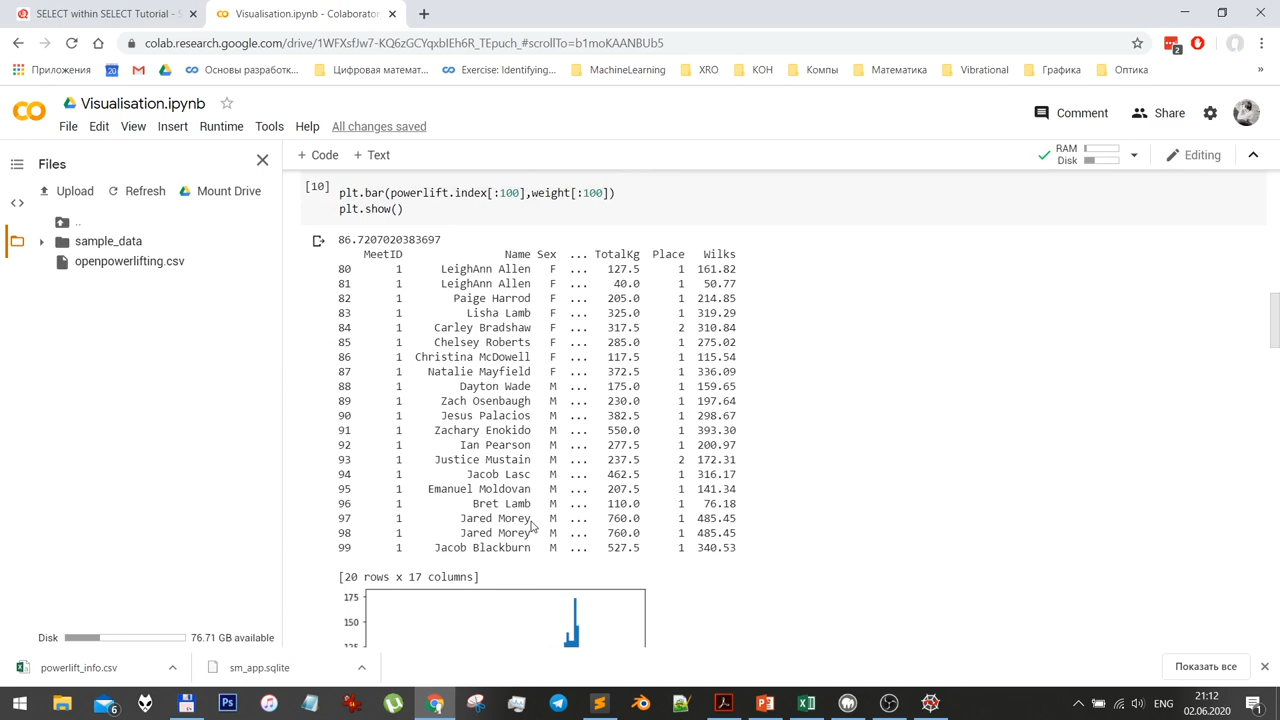 SELECT within SELECT Tutorial - S
Visualisation.ipynb - Colaborato
colab.research.google.com/drive/1WFXsfJw7-KQ6zGCYqxbIEh6R_TEpuch_#scrollTo=b1moKAANBUb5
2
Приложения
20
Основы разработк...
Цифровая математ...
Exercise: Identifying...
MachineLearning
XRO
КОН
Компы
Математика
Vibrational
Графика
Оптика
»
CO
Visualisation.ipynb
Comment
Share
File Edit View Insert Runtime Tools Help All changes saved
Files
+ Code + Text
RAM
Disk
Editing
Upload Refresh Mount Drive
..
sample_data
openpowerlifting.csv
[10] plt.bar(powerlift.index[:100],weight[:100])
plt.show()
86.7207020383697
MeetID Name Sex ... TotalKg Place Wilks
80 1 LeighAnn Allen F ... 127.5 1 161.82
81 1 LeighAnn Allen F ... 40.0 1 50.77
82 1 Paige Harrod F ... 205.0 1 214.85
83 1 Lisha Lamb F ... 325.0 1 319.29
84 1 Carley Bradshaw F ... 317.5 2 310.84
85 1 Chelsey Roberts F ... 285.0 1 275.02
86 1 Christina McDowell F ... 117.5 1 115.54
87 1 Natalie Mayfield F ... 372.5 1 336.09
88 1 Dayton Wade M ... 175.0 1 159.65
89 1 Zach Osenbaugh M ... 230.0 1 197.64
90 1 Jesus Palacios M ... 382.5 1 298.67
91 1 Zachary Enokido M ... 550.0 1 393.30
92 1 Ian Pearson M ... 277.5 1 200.97
93 1 Justice Mustain M ... 237.5 2 172.31
94 1 Jacob Lasc M ... 462.5 1 316.17
95 1 Emanuel Moldovan M ... 207.5 1 141.34
96 1 Bret Lamb M ... 110.0 1 76.18
97 1 Jared Morey M ... 760.0 1 485.45
98 1 Jared Morey M ... 760.0 1 485.45
99 1 Jacob Blackburn M ... 527.5 1 340.53
[20 rows x 17 columns]
175
150
Disk 76.71 GB available
powerlift_info.csv
sm_app.sqlite
Показать все
6
Ps
ENG
21:12
02.06.2020
1